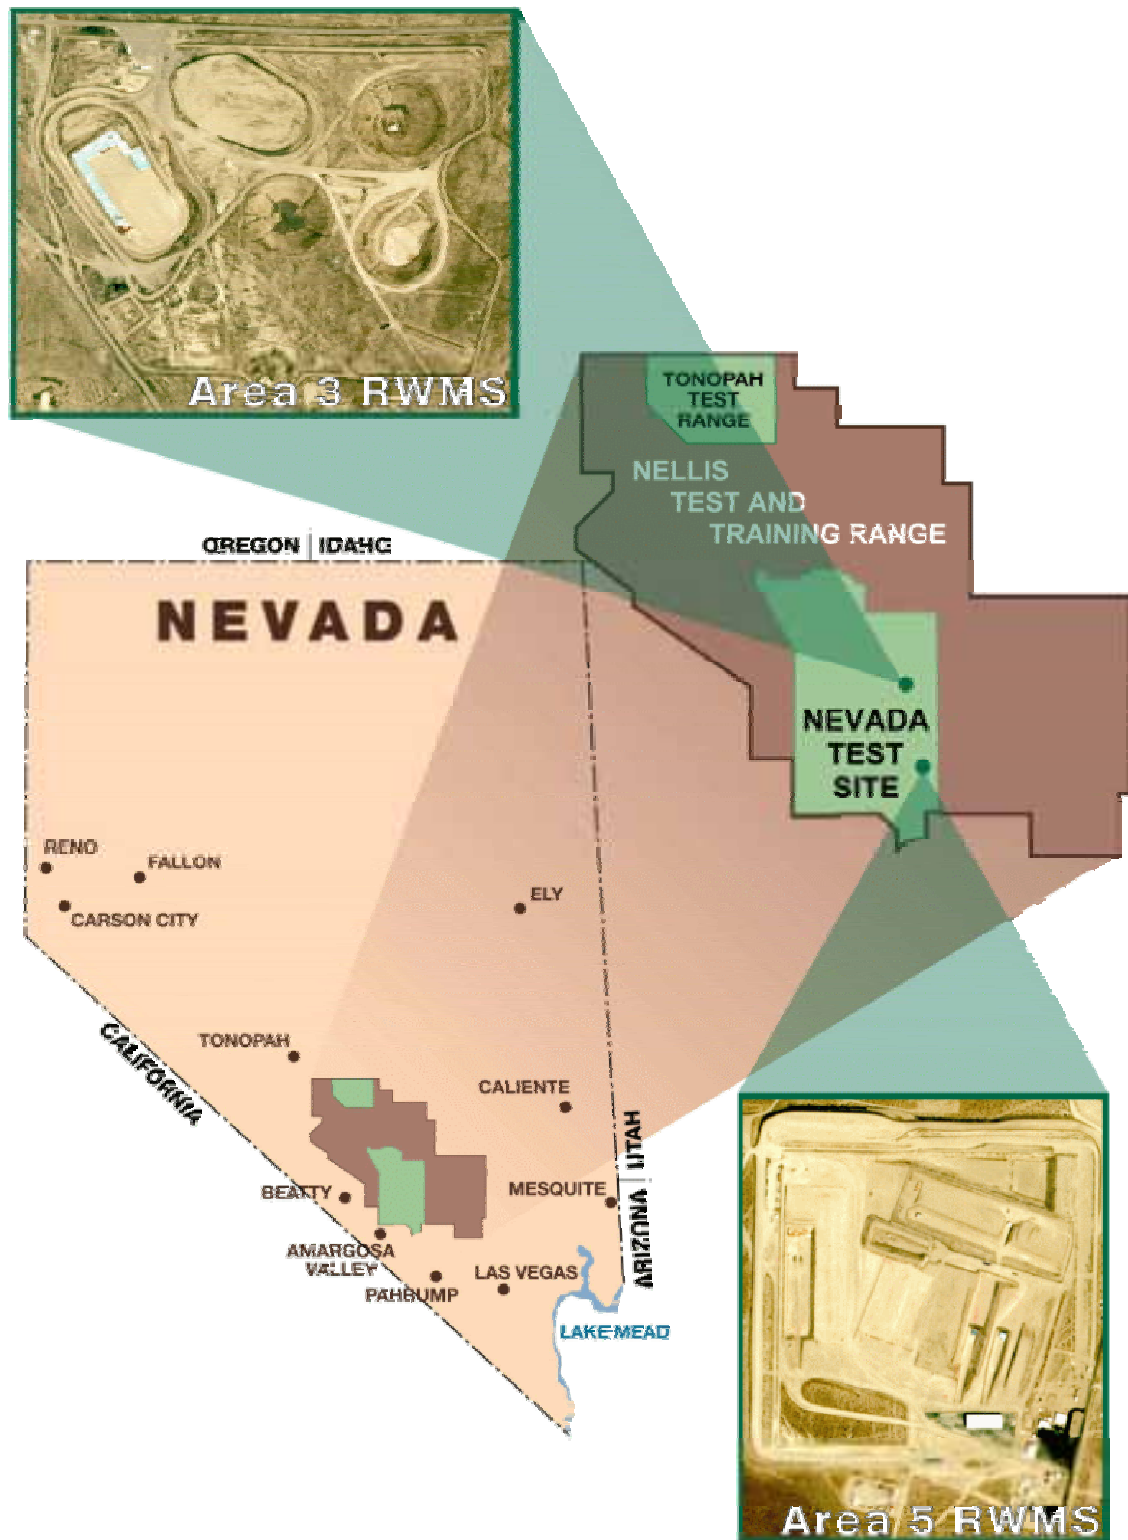 Area 3 RWMS
TONOPAH
TEST
RANGE
NELLIS
TEST AND
TRAINING RANGE
OREGON
IDAHO
NEVADA
NEVADA
TEST
SITE
RENO
FALLON
CARSON CITY
ELY
CALIFORNIA
TONOPAH
CALIENTE
UTAH
ARIZONA
BEATTY
MESQUITE
AMARGOSA
VALLEY
PAHRUMP
LAS VEGAS
LAKE MEAD
Area 5 RWMS